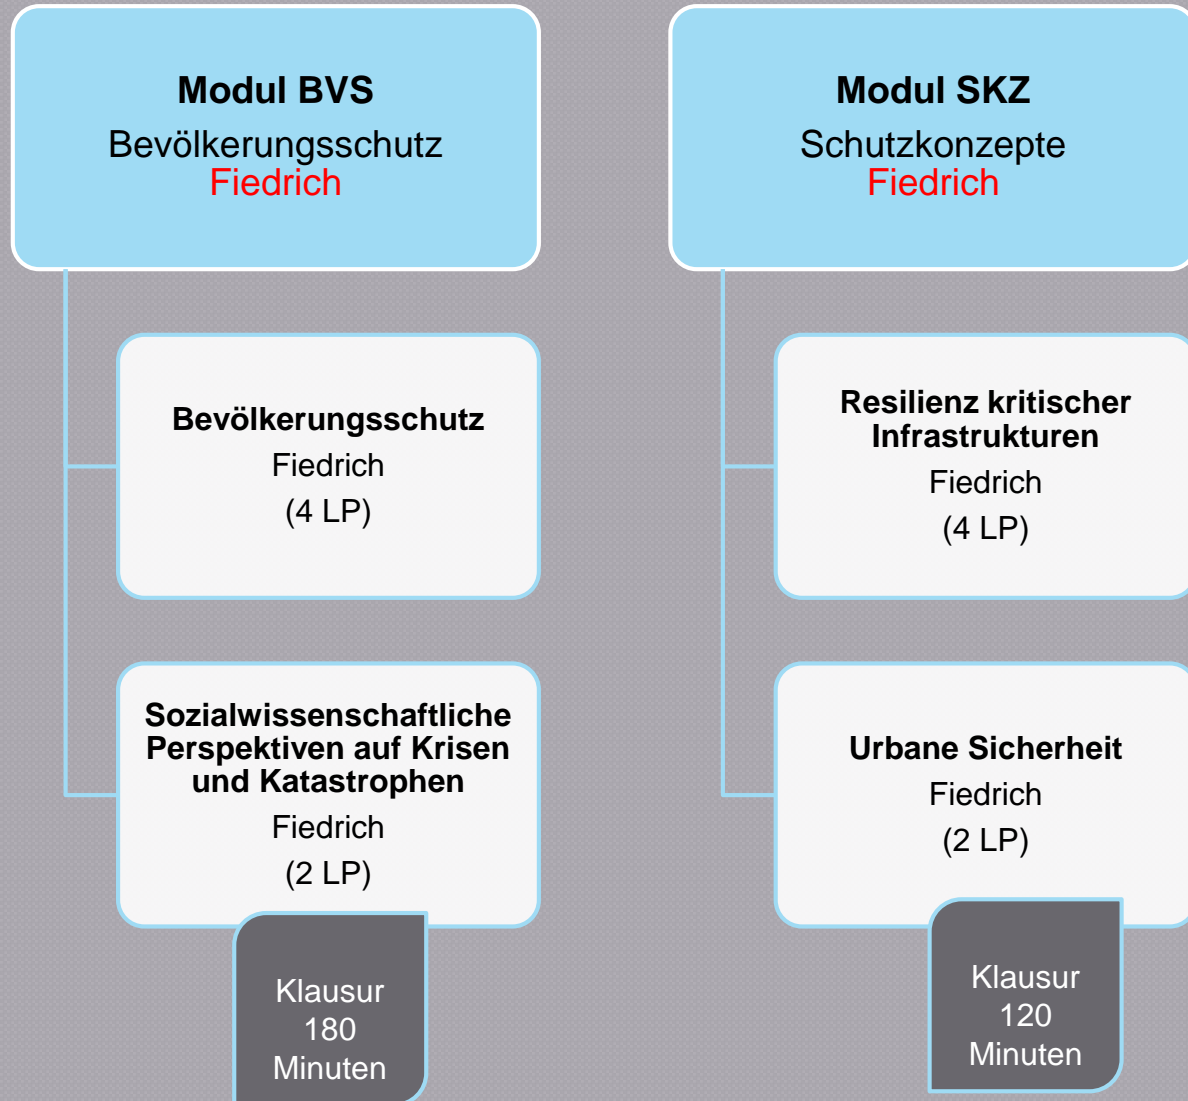 Modul BVS
Bevölkerungsschutz
Fiedrich
Bevölkerungsschutz
Fiedrich
(4 LP)
Sozialwissenschaftliche
Perspektiven auf Krisen
und Katastrophen
Fiedrich
(2 LP)
Klausur
180
Minuten
Modul SKZ
Schutzkonzepte
Fiedrich
Resilienz kritischer
Infrastrukturen
Fiedrich
(4 LP)
Urbane Sicherheit
Fiedrich
(2 LP)
Klausur
120
Minuten